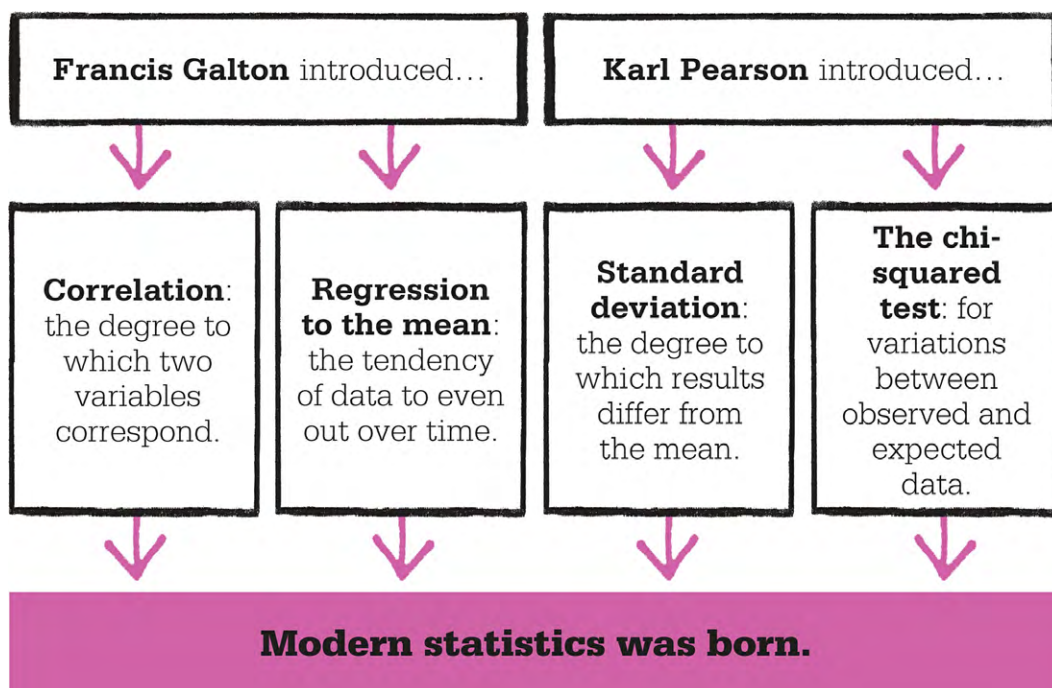 Francis Galton introduced…
Karl Pearson introduced…
Correlation:
the degree to
which two
variables
correspond.
Regression
to the mean:
the tendency
of data to even
out over time.
Standard
deviation:
the degree to
which results
differ from
the mean.
The chi-
squared
test: for
variations
between
observed and
expected
data.
Modern statistics was born.